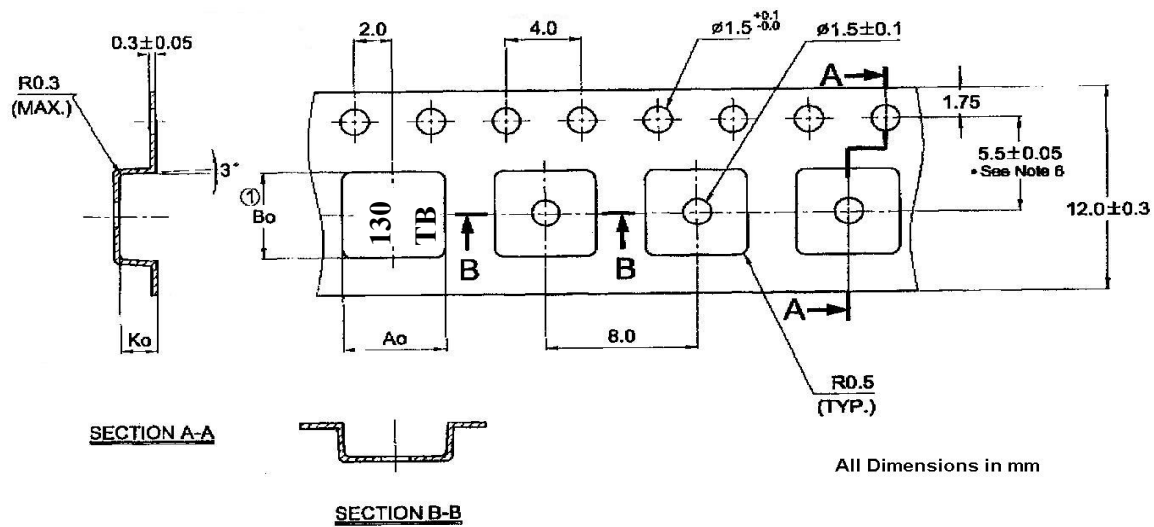 0.3±0.05
2.0
4.0
ø1.5 +0.1 -0.0
ø1.5±0.1
A
R0.3
(MAX.)
1.75
3°
5.5±0.05
• See Note 6
12.0±0.3
① Bo
130
TB
B
B
A
Ko
Ao
8.0
R0.5
(TYP.)
SECTION A-A
All Dimensions in mm
SECTION B-B